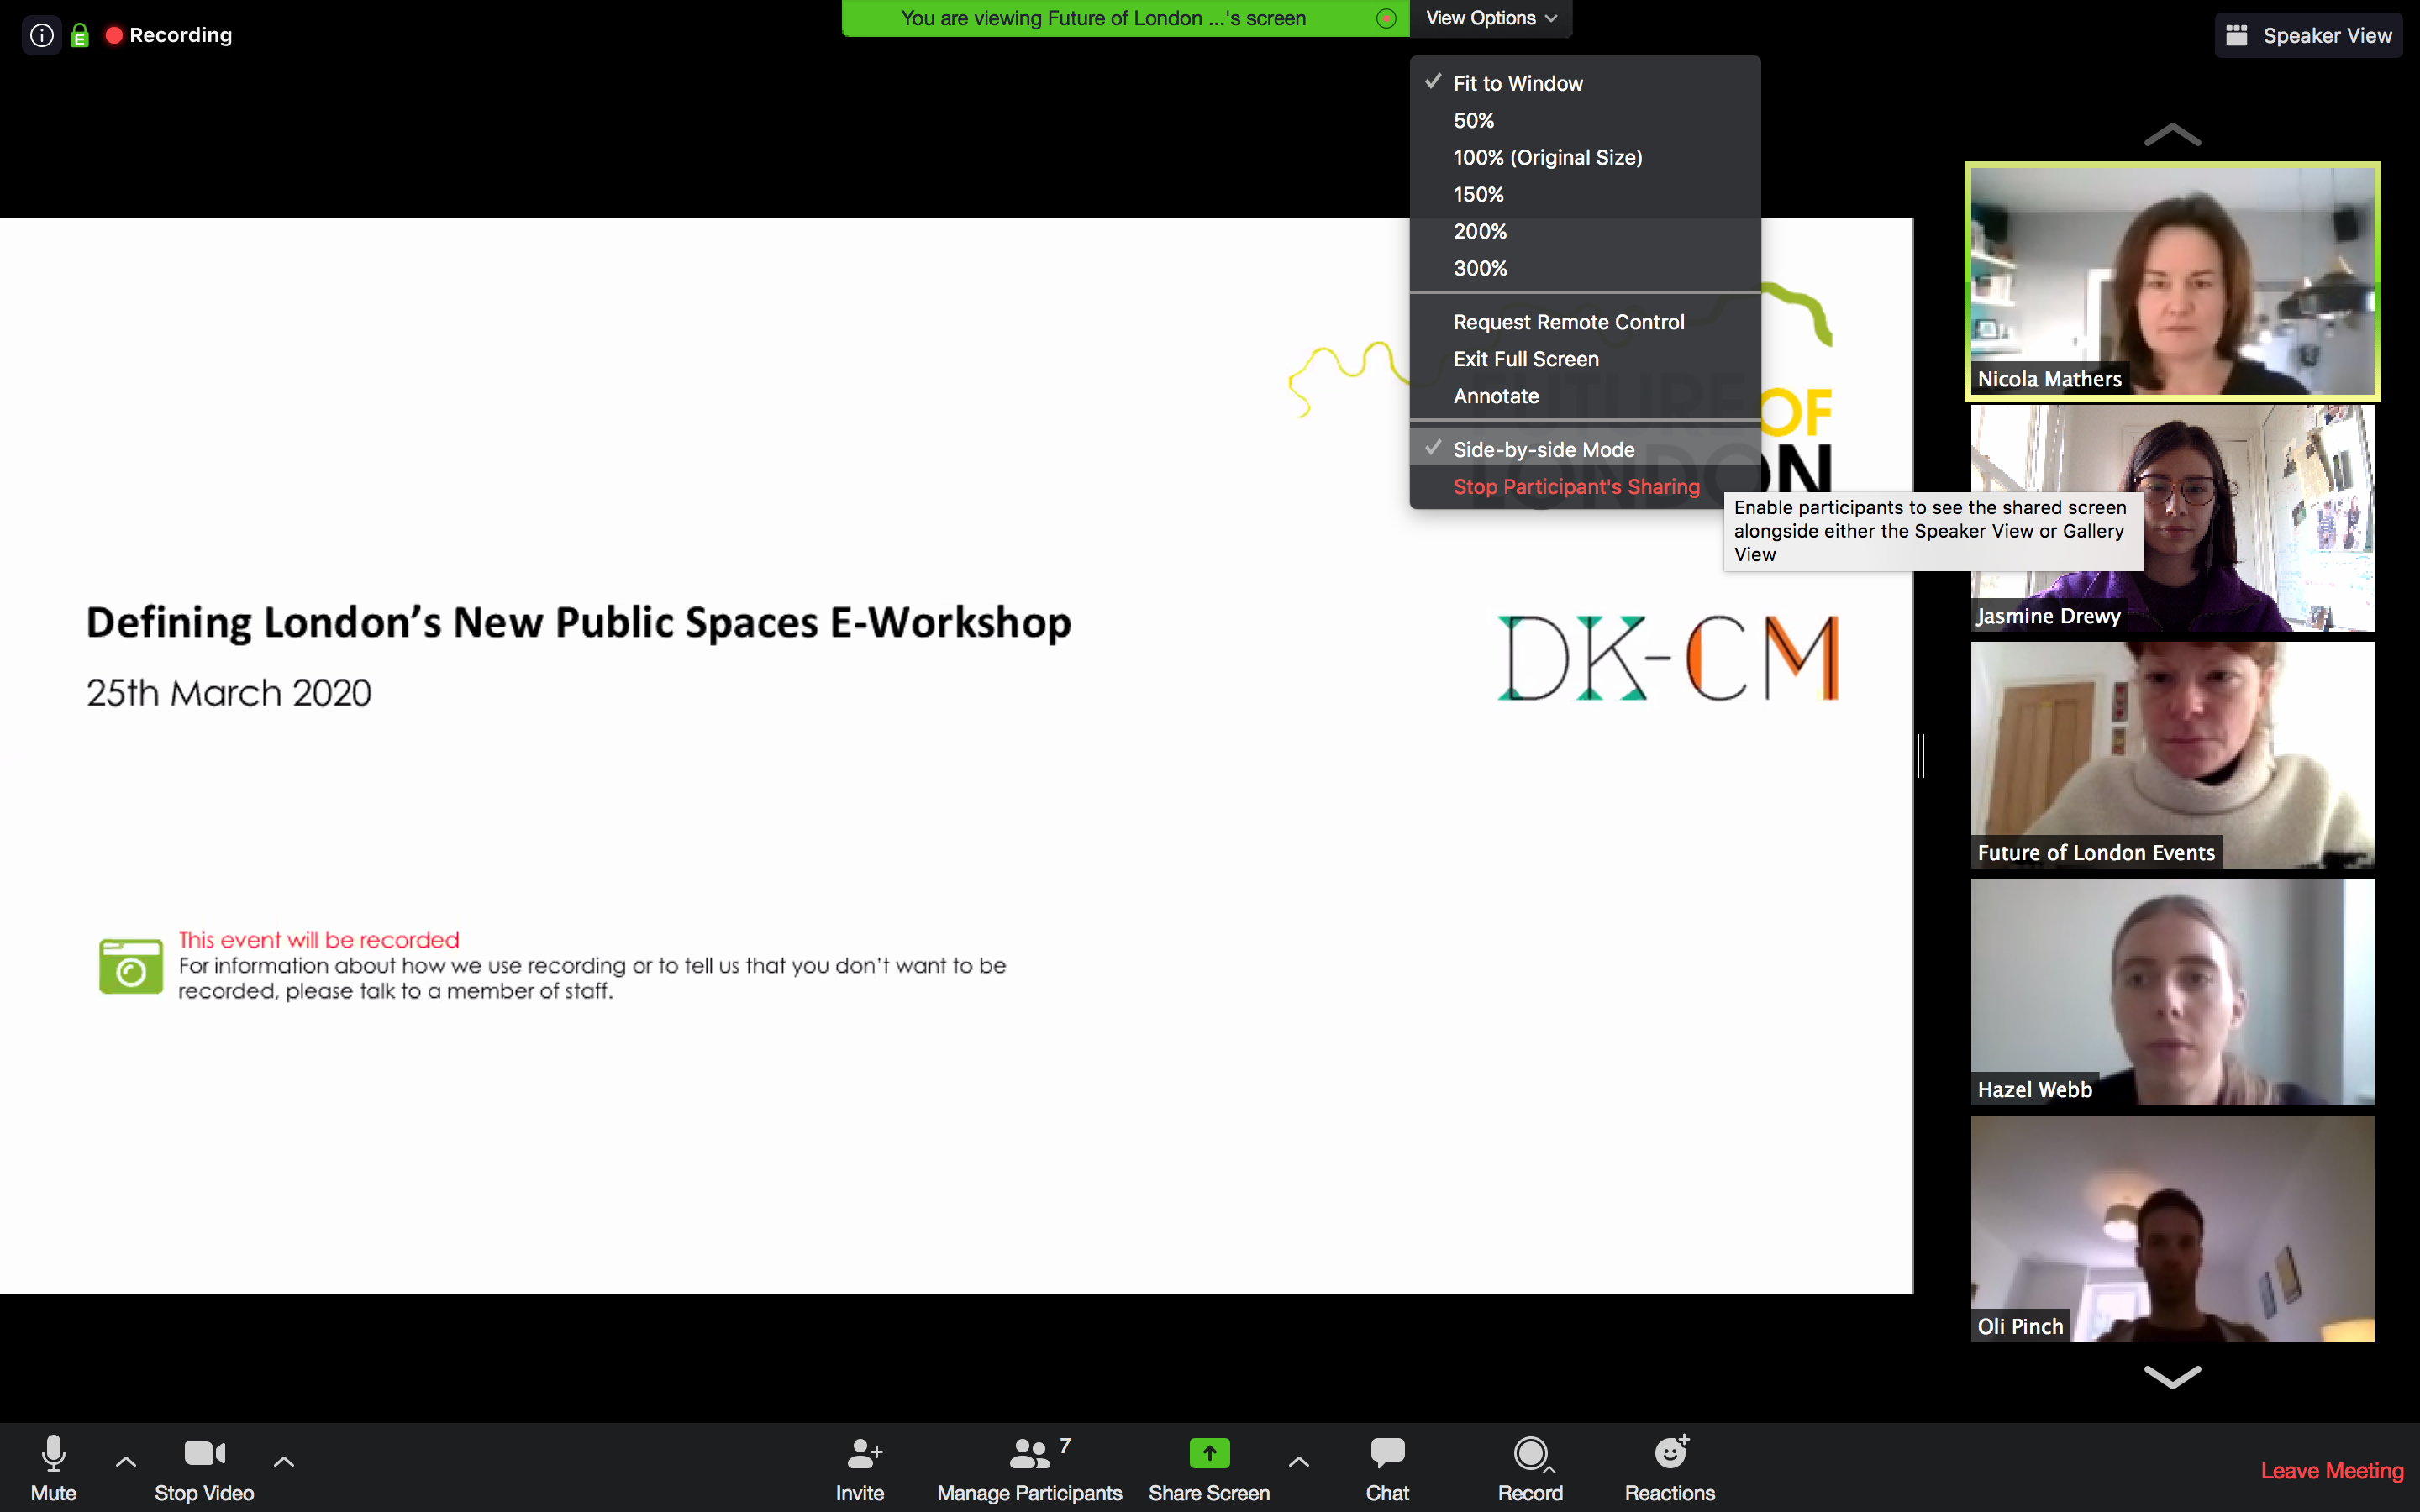 Recording
You are viewing Future of London ...'s screen
View Options
Speaker View
Fit to Window
50%
100% (Original Size)
150%
200%
300%
Request Remote Control
Exit Full Screen
Annotate
Side-by-side Mode
Stop Participant's Sharing
Enable participants to see the shared screen
alongside either the Speaker View or Gallery
View
FUTURE OF
LONDON
Defining London's New Public Spaces E-Workshop
25th March 2020
DK-CM
This event will be recorded
For information about how we use recording or to tell us that you don't want to be
recorded, please talk to a member of staff.
Nicola Mathers
Jasmine Drewy
Future of London Events
Hazel Webb
Oli Pinch
Mute
Stop Video
Invite
7
Manage Participants
Share Screen
Chat
Record
Reactions
Leave Meeting